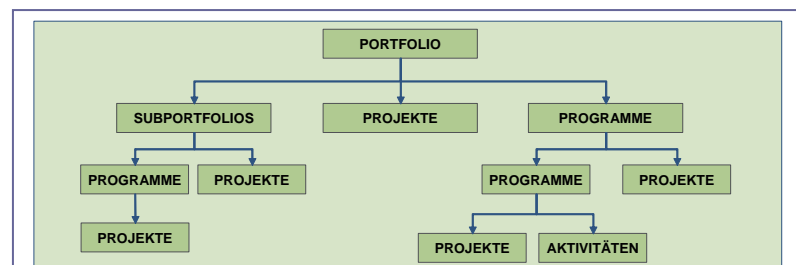 PORTFOLIO
SUBPORTFOLIOS
PROJEKTE
PROGRAMME
PROGRAMME
PROJEKTE
PROGRAMME
PROJEKTE
PROJEKTE
PROJEKTE
AKTIVITÄTEN